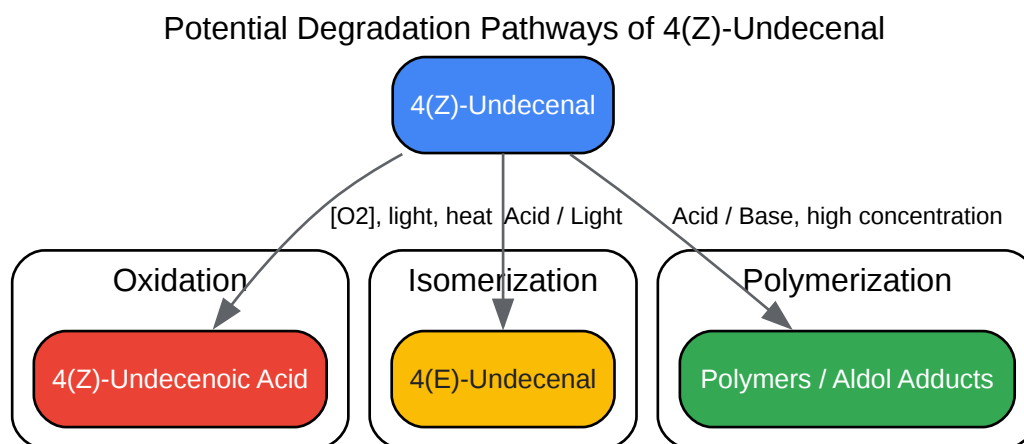 Potential Degradation Pathways of 4(Z)-Undecenal
4(Z)-Undecenal
[O2], light, heat
Acid / Light
Acid / Base, high concentration
Oxidation
Isomerization
Polymerization
4(Z)-Undecenoic Acid
4(E)-Undecenal
Polymers / Aldol Adducts